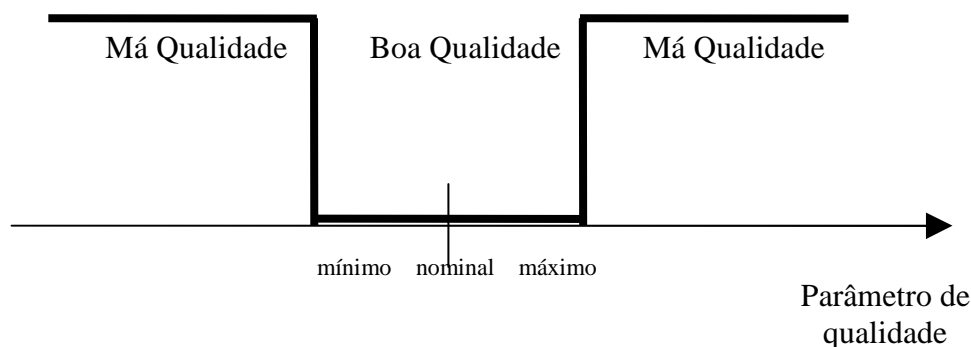 Má Qualidade Boa Qualidade Má Qualidade
mínimo nominal máximo
Parâmetro de
qualidade